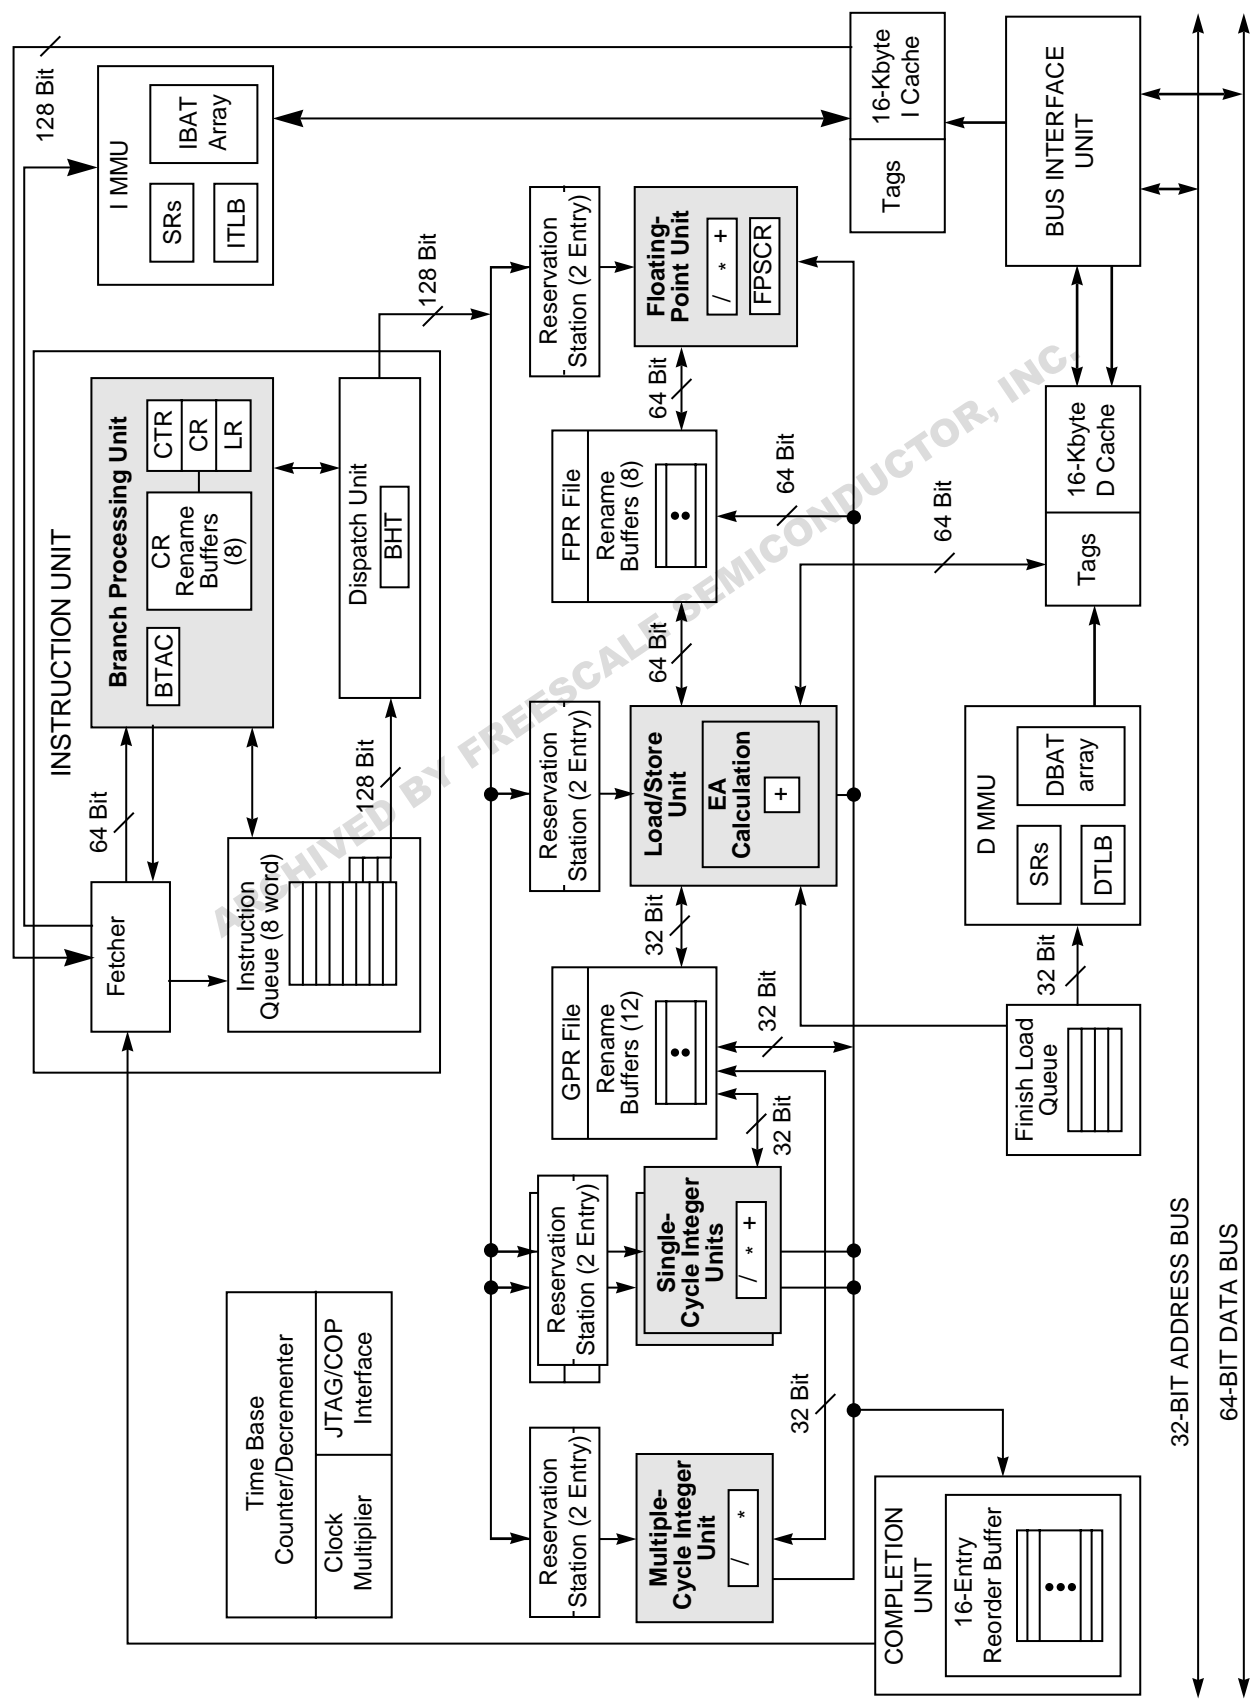 INSTRUCTION UNIT
Fetcher
64 Bit
Branch Processing Unit
BTAC
CR
Rename
Buffers
(8)
CTR
CR
LR
Instruction
Queue (8 word)
128 Bit
Dispatch Unit
BHT
128 Bit
I MMU
SRs
ITLB
IBAT
Array
128 Bit
Time Base
Counter/Decrementer
Clock
Multiplier
JTAG/COP
Interface
Reservation
Station (2 Entry)
Reservation
Station (2 Entry)
Reservation
Station (2 Entry)
Reservation
Station (2 Entry)
Multiple-
Cycle Integer
Unit
/ *
Single-
Cycle Integer
Units
/ * +
32 Bit
32 Bit
GPR File
Rename
Buffers (12)
32 Bit
32 Bit
Load/Store
Unit
EA
Calculation
+
64 Bit
FPR File
Rename
Buffers (8)
64 Bit
64 Bit
Floating-
Point Unit
/ * +
FPSCR
64 Bit
COMPLETION
UNIT
16-Entry
Reorder Buffer
Finish Load
Queue
32 Bit
D MMU
SRs
DTLB
DBAT
array
Tags
16-Kbyte
D Cache
Tags
16-Kbyte
I Cache
BUS INTERFACE
UNIT
32-BIT ADDRESS BUS
64-BIT DATA BUS
ARCHIVED BY FREESCALE SEMICONDUCTOR, INC.